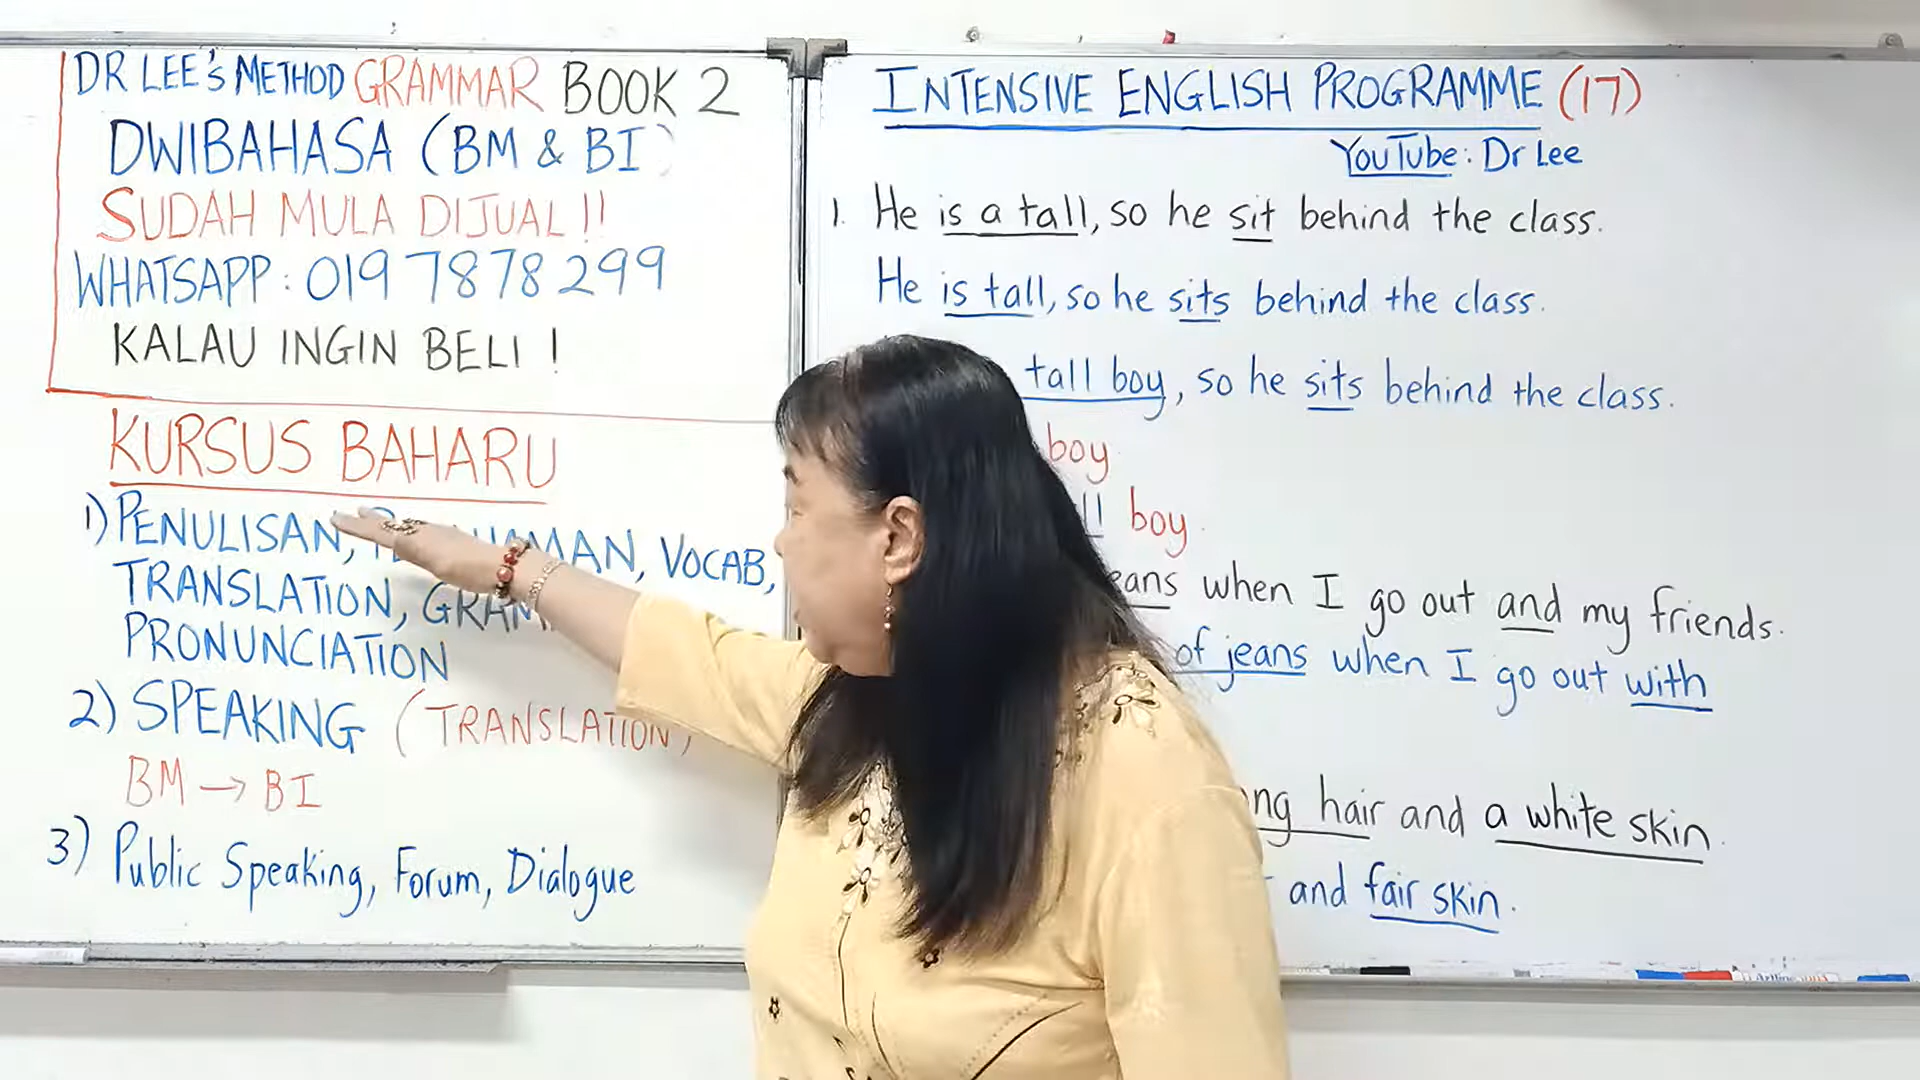 DR LEE's METHOD GRAMMAR BOOK 2
DWIBAHASA (BM & BI)
SUDAH MULA DIJUAL !!
WHATSAPP : 019 7878299
KALAU INGIN BELI !
KURSUS BAHARU
1) PENULISAN, VOCAB,
TRANSLATION,
PRONUNCIATION
2) SPEAKING (TRANSLATION,
BM → BI
3) Public Speaking, Forum, Dialogue
INTENSIVE ENGLISH PROGRAMME (17)
YouTube: Dr Lee
1. He is a tall, so he sit behind the class.
He is tall, so he sits behind the class.
tall boy, so he sits behind the class.
boy
boy.
when I go out and my friends.
of jeans when I go out with
hair and a white skin.
and fair skin.